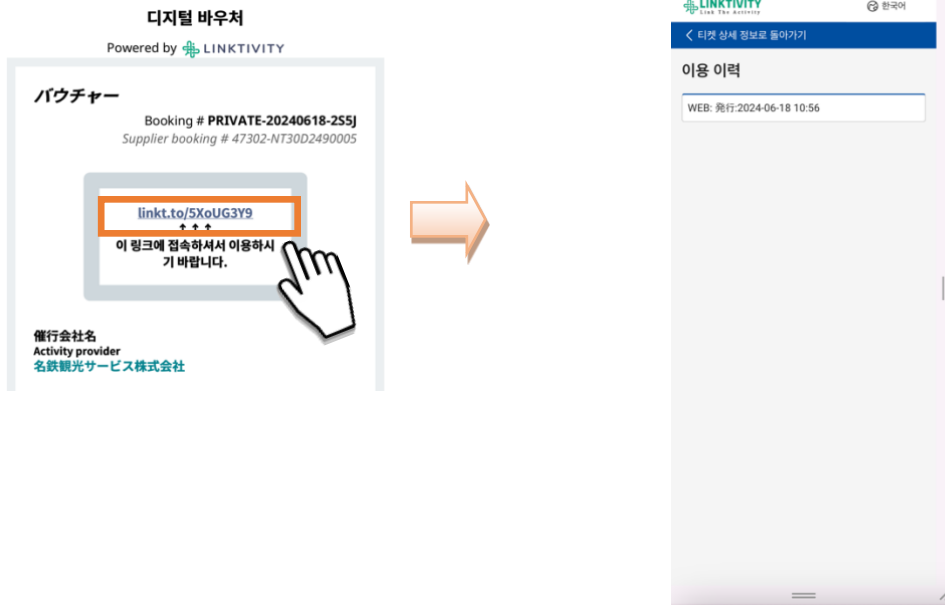 디지털 바우처
Powered by LINKTIVITY
バウチャー
Booking # PRIVATE-20240618-2S5J
Supplier booking # 47302-NT30D2490005
linkt.to/5XoUG3Y9
↑ ↑ ↑
이 링크에 접속하셔서 이용하시
기 바랍니다.
催行会社名
Activity provider
名鉄観光サービス株式会社
LINKTIVITY
Link The Activity
한국어
< 티켓 상세 정보로 돌아가기
이용 이력
WEB: 発行:2024-06-18 10:56